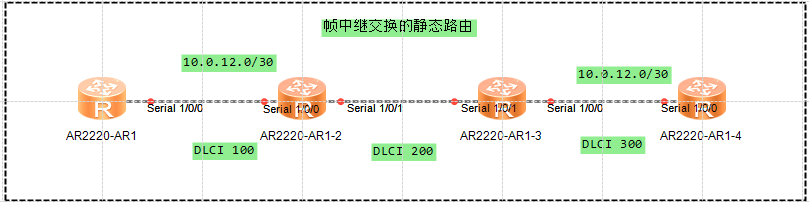 帧中继交换的静态路由
10.0.12.0/30
10.0.12.0/30
R
R
R
R
Serial 1/0/0
Serial 1/0/0
Serial 1/0/1
Serial 1/0/1
Serial 1/0/0
Serial 1/0/0
AR2220-AR1
AR2220-AR1-2
AR2220-AR1-3
AR2220-AR1-4
DLCI 100
DLCI 200
DLCI 300